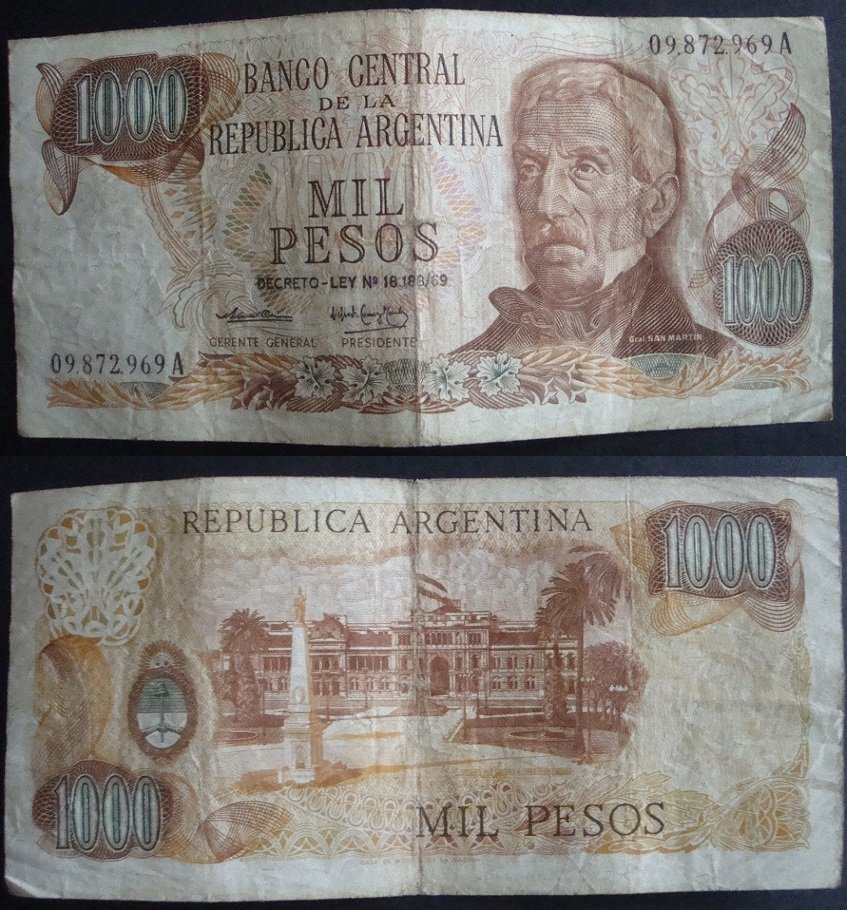 09.872.969 A
1000
BANCO CENTRAL
DE LA
REPUBLICA ARGENTINA
MIL
PESOS
DECRETO-LEY Nº 18.188/69
GERENTE GENERAL PRESIDENTE
Gral SAN MARTIN
1000
09.872.969 A
REPUBLICA ARGENTINA
1000
1000
MIL PESOS